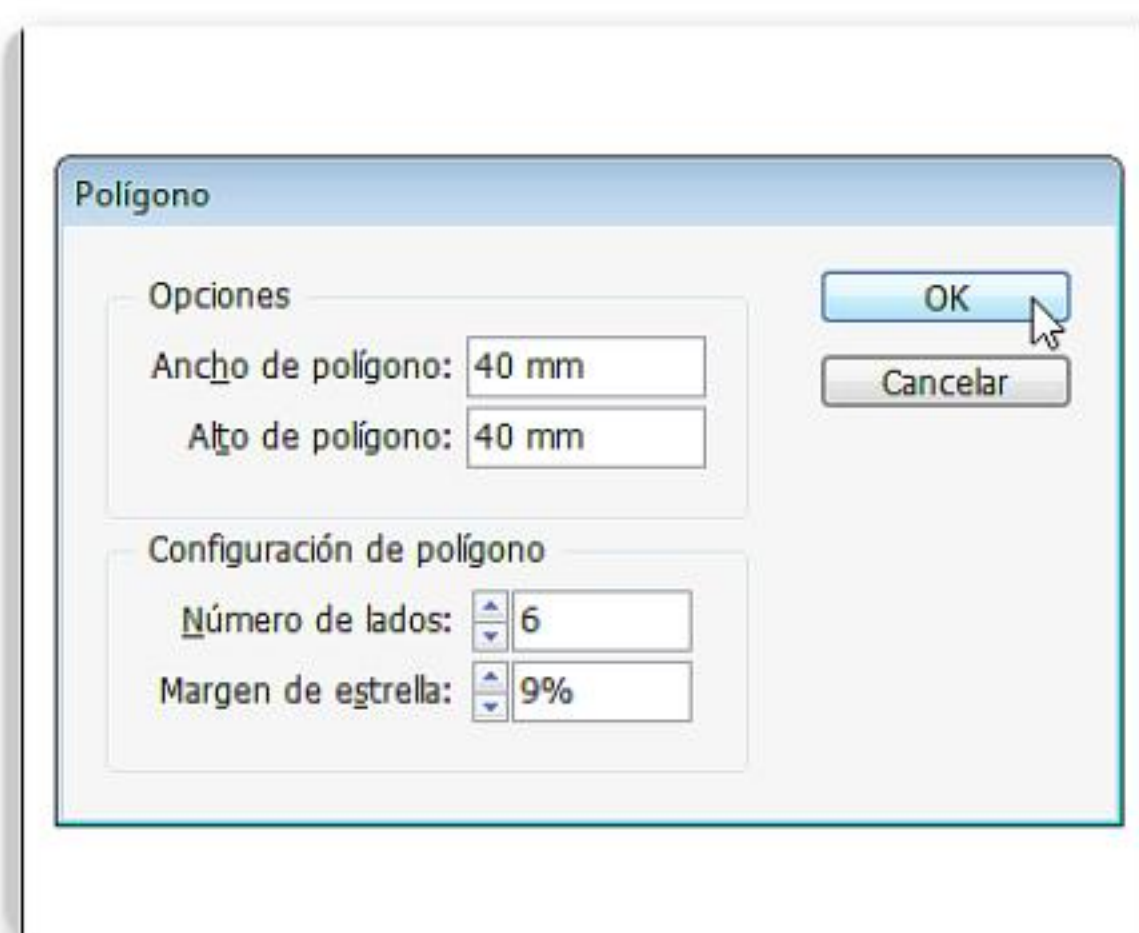 Polígono
Opciones
OK
Ancho de polígono: 40 mm
Cancelar
Alto de polígono: 40 mm
Configuración de polígono
Número de lados: 6
Margen de estrella: 9%